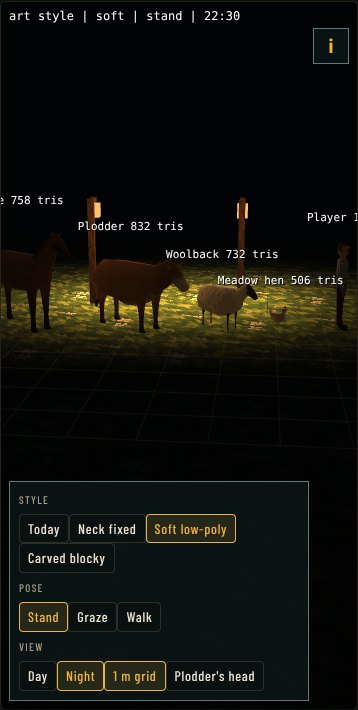 art style | soft | stand | 22:30
i
e 758 tris
Plodder 832 tris
Player 1
Woolback 732 tris
Meadow hen 506 tris
STYLE
Today
Neck fixed
Soft low-poly
Carved blocky
POSE
Stand
Graze
Walk
VIEW
Day
Night
1 m grid
Plodder's head